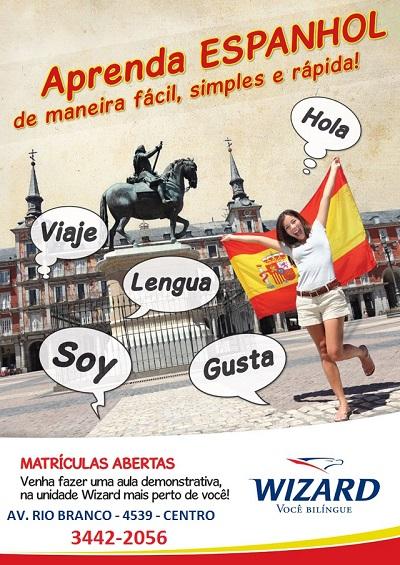 Aprenda ESPANHOL
de maneira fácil, simples e rápida!
Hola
Viaje
Lengua
Soy
Gusta
MATRÍCULAS ABERTAS
Venha fazer uma aula demonstrativa,
na unidade Wizard mais perto de você!
AV. RIO BRANCO - 4539 - CENTRO
3442-2056
WIZARD
VOCÊ BILÍNGUE